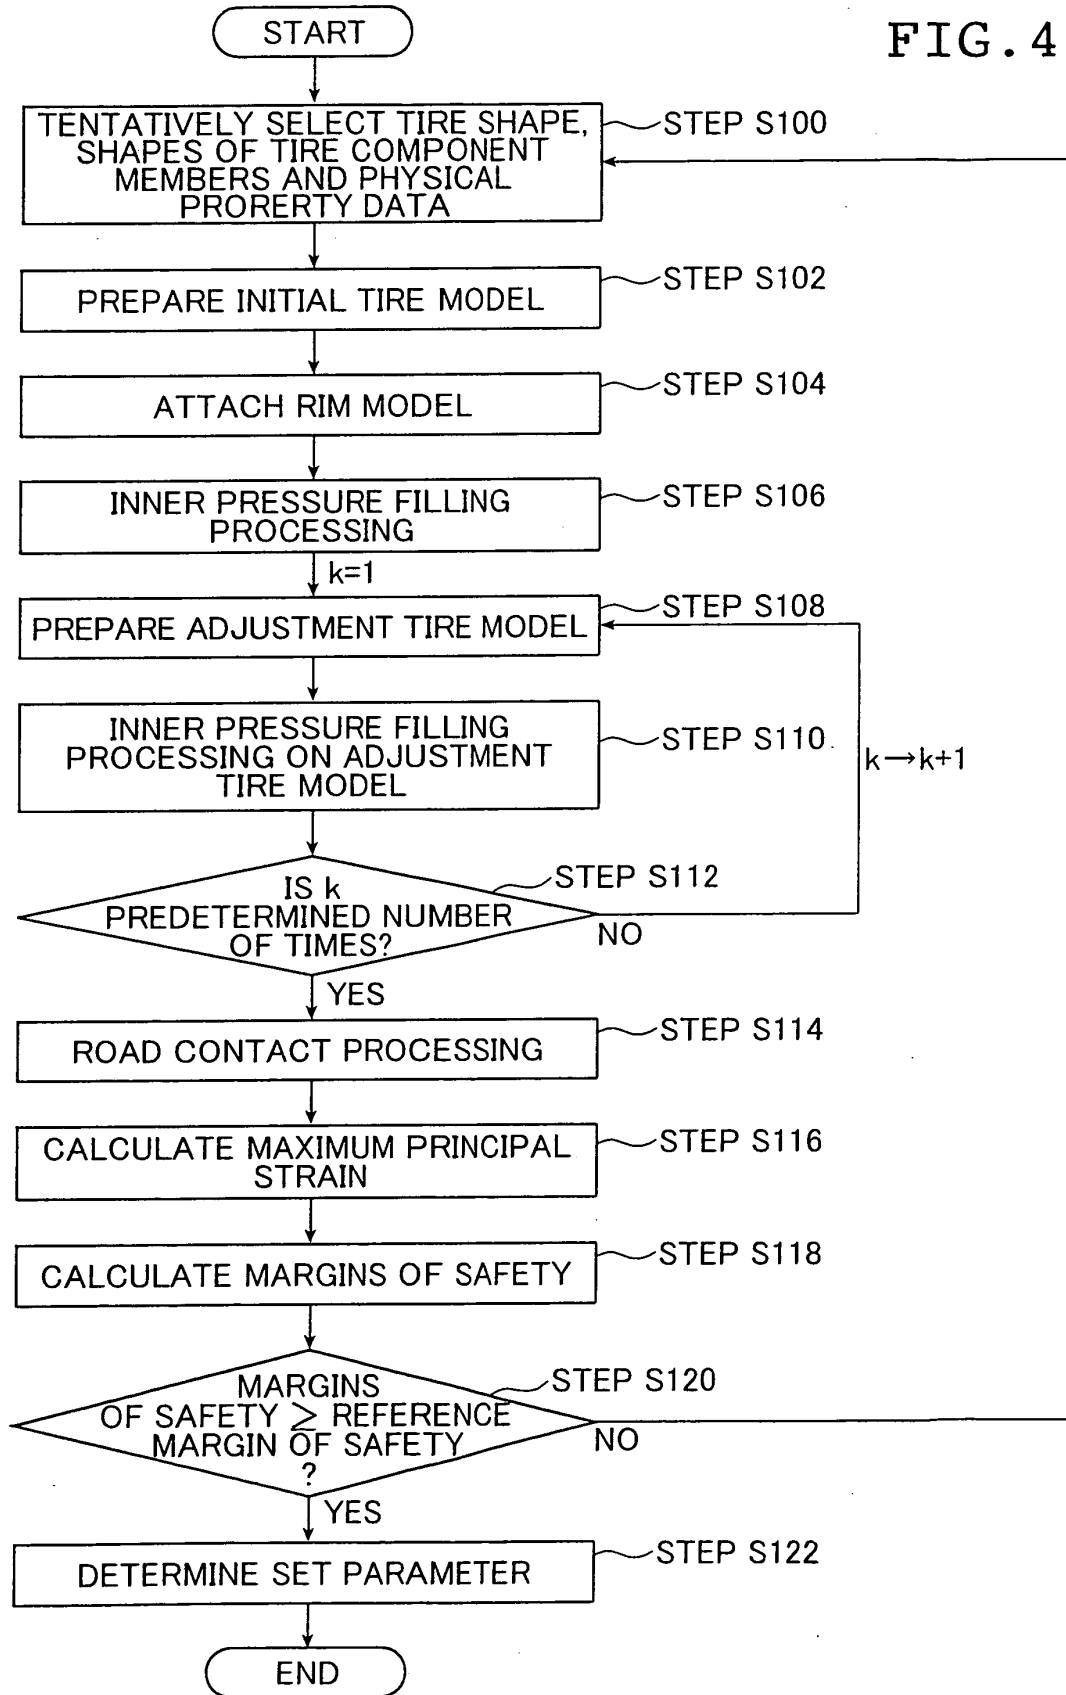 FIG.4
START
TENTATIVELY SELECT TIRE SHAPE,
SHAPES OF TIRE COMPONENT
MEMBERS AND PHYSICAL
PRORERTY DATA
STEP S100
PREPARE INITIAL TIRE MODEL
STEP S102
ATTACH RIM MODEL
STEP S104
INNER PRESSURE FILLING
PROCESSING
STEP S106
k=1
PREPARE ADJUSTMENT TIRE MODEL
STEP S108
INNER PRESSURE FILLING
PROCESSING ON ADJUSTMENT
TIRE MODEL
STEP S110
k→k+1
IS k
PREDETERMINED NUMBER
OF TIMES?
STEP S112
NO
YES
ROAD CONTACT PROCESSING
STEP S114
CALCULATE MAXIMUM PRINCIPAL
STRAIN
STEP S116
CALCULATE MARGINS OF SAFETY
STEP S118
MARGINS
OF SAFETY ≥ REFERENCE
MARGIN OF SAFETY
?
STEP S120
NO
YES
DETERMINE SET PARAMETER
STEP S122
END